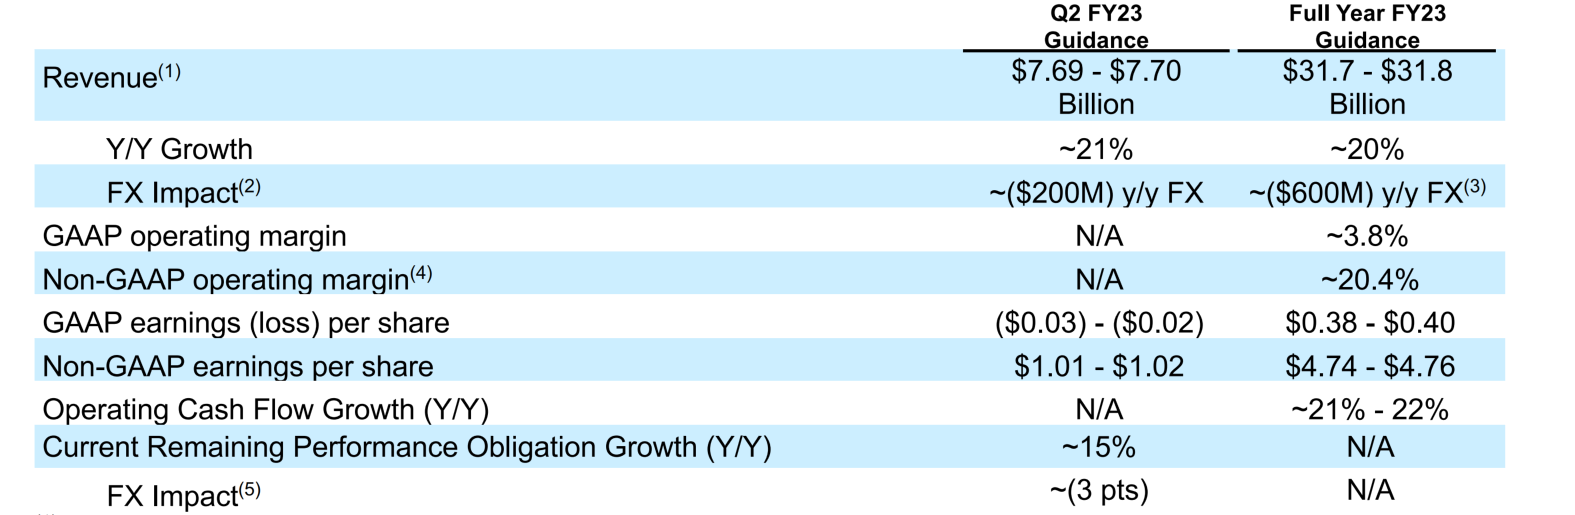 Q2 FY23 Full Year FY23
Guidance Guidance
Revenue(1) $7.69 - $7.70 $31.7 - $31.8
Billion Billion
Y/Y Growth ~21% ~20%
FX Impact(2) ~($200M) y/y FX ~($600M) y/y FX(3)
GAAP operating margin N/A ~3.8%
Non-GAAP operating margin(4) N/A ~20.4%
GAAP earnings (loss) per share ($0.03) - ($0.02) $0.38 - $0.40
Non-GAAP earnings per share $1.01 - $1.02 $4.74 - $4.76
Operating Cash Flow Growth (Y/Y) N/A ~21% - 22%
Current Remaining Performance Obligation Growth (Y/Y) ~15% N/A
FX Impact(5) ~(3 pts) N/A